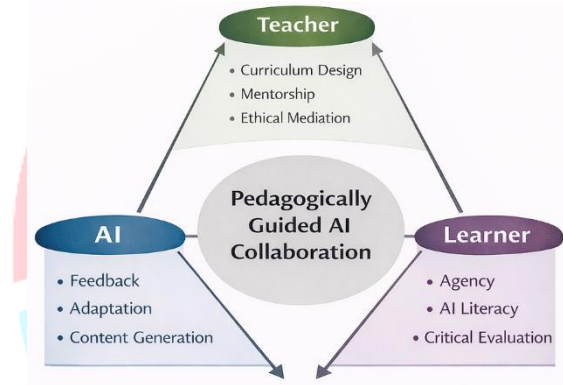 Teacher
• Curriculum Design
• Mentorship
• Ethical Mediation
Pedagogically
Guided AI
Collaboration
AI
• Feedback
• Adaptation
• Content Generation
Learner
• Agency
• AI Literacy
• Critical Evaluation